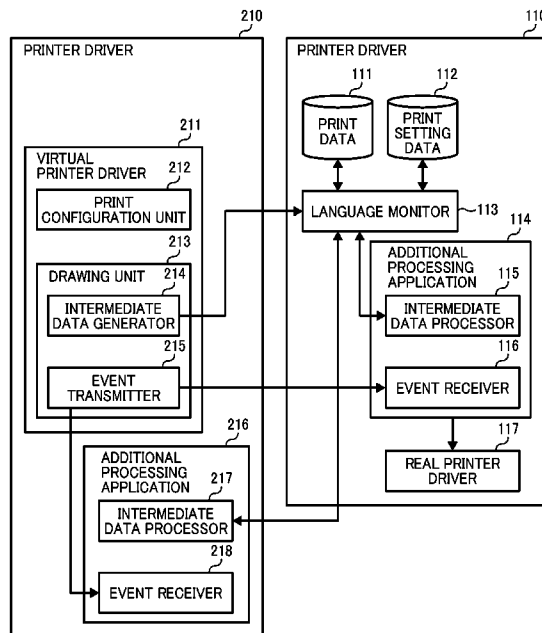 210
PRINTER DRIVER
211
VIRTUAL
PRINTER DRIVER
212
PRINT
CONFIGURATION UNIT
213
DRAWING UNIT
214
INTERMEDIATE
DATA GENERATOR
215
EVENT
TRANSMITTER
216
ADDITIONAL
PROCESSING
APPLICATION
217
INTERMEDIATE
DATA PROCESSOR
218
EVENT RECEIVER
110
PRINTER DRIVER
111
PRINT
DATA
112
PRINT
SETTING
DATA
LANGUAGE MONITOR
113
114
ADDITIONAL
PROCESSING
APPLICATION
115
INTERMEDIATE
DATA PROCESSOR
116
EVENT RECEIVER
117
REAL PRINTER
DRIVER